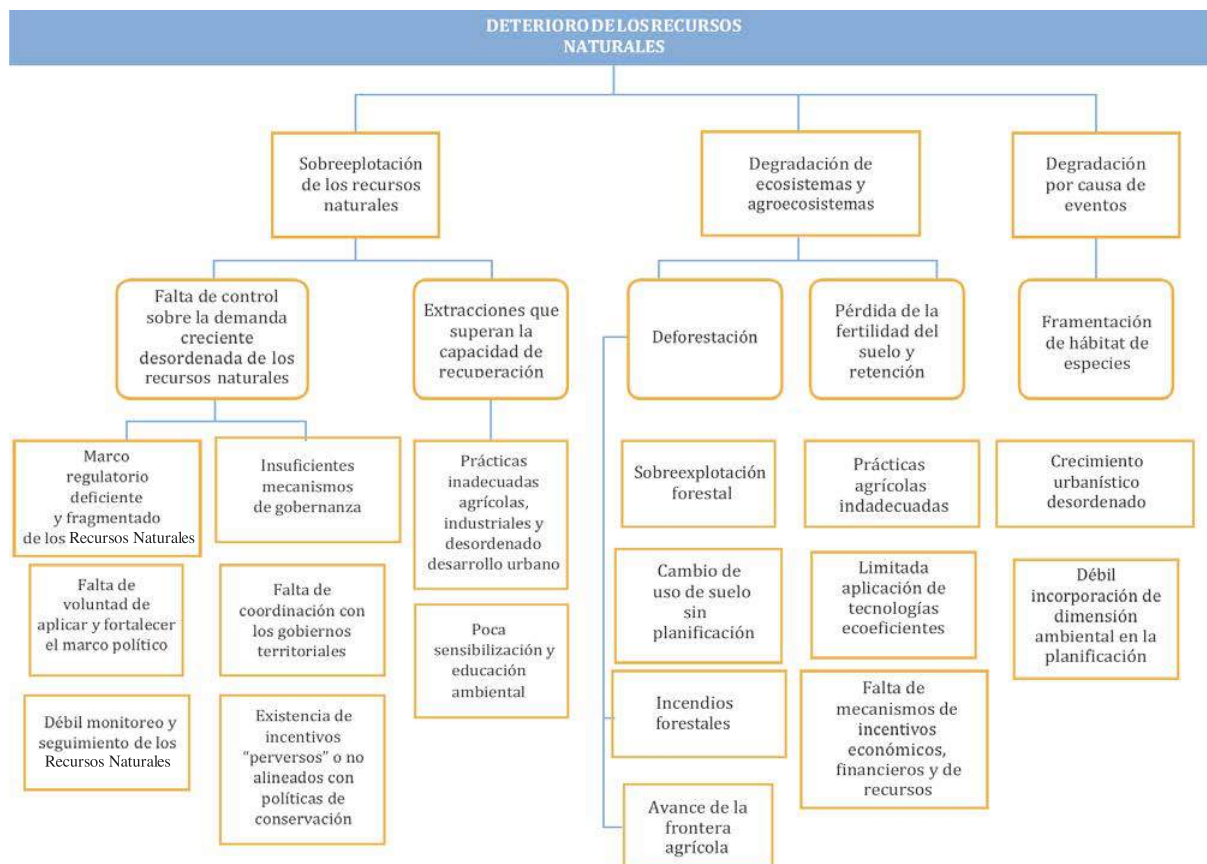 DETERIORO DE LOS RECURSOS
NATURALES
Sobreeplotación
de los recursos
naturales
Degradación de
ecosistemas y
agroecosistemas
Degradación
por causa de
eventos
Falta de control
sobre la demanda
creciente
desordenada de los
recursos naturales
Extracciones que
superan la
capacidad de
recuperación
Deforestación
Pérdida de la
fertilidad del
suelo y
retención
Framentación
de hábitat de
especies
Marco
regulatorio
deficiente
y fragmentado
de los Recursos Naturales
Insuficientes
mecanismos
de gobernanza
Prácticas
inadecuadas
agrícolas,
industriales y
desordenado
desarrollo urbano
Sobreexplotación
forestal
Prácticas
agrícolas
indadecuadas
Crecimiento
urbanístico
desordenado
Falta de
voluntad de
aplicar y fortalecer
el marco político
Falta de
coordinación con
los gobiernos
territoriales
Poca
sensibilización y
educación
ambiental
Cambio de
uso de suelo
sin
planificación
Limitada
aplicación de
tecnologías
ecoeficientes
Débil
incorporación de
dimensión
ambiental en la
planificación
Débil monitoreo y
seguimiento de los
Recursos Naturales
Existencia de
incentivos
“perversos” o no
alineados con
políticas de
conservación
Incendios
forestales
Falta de
mecanismos de
incentivos
económicos,
financieros y de
recursos
Avance de la
frontera
agrícola